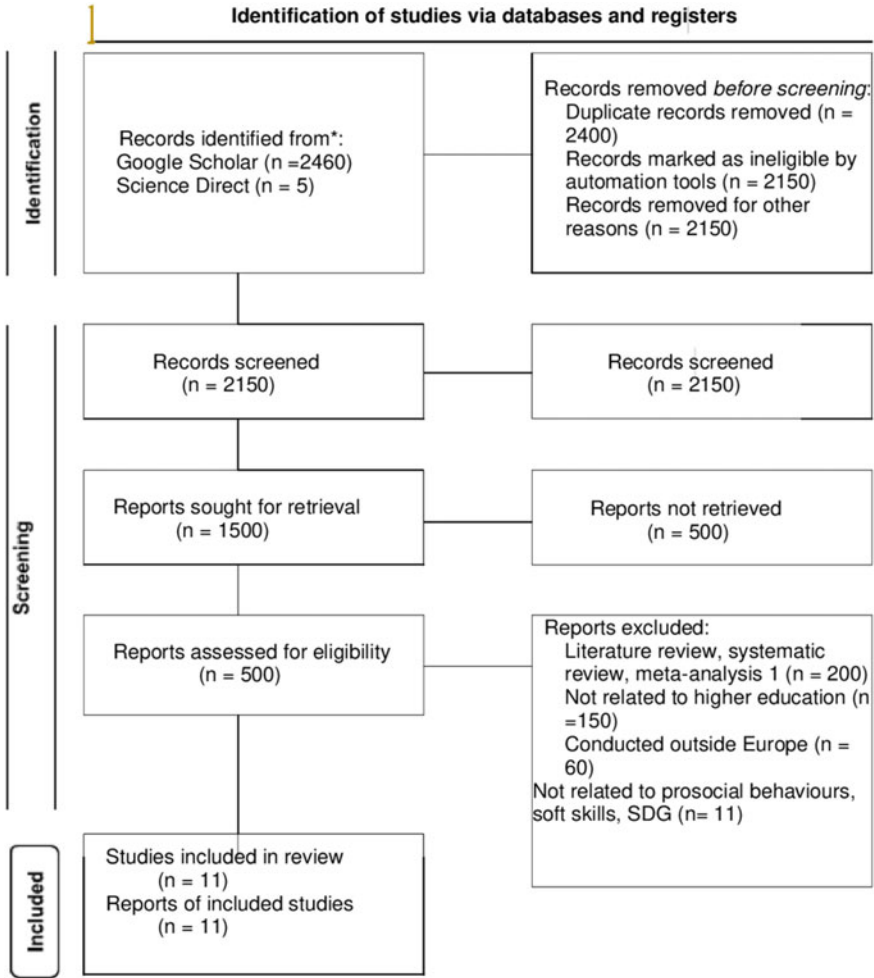 Identification of studies via databases and registers
Identification
Records identified from*:
Google Scholar (n =2460)
Science Direct (n = 5)
Records removed before screening:
Duplicate records removed (n =
2400)
Records marked as ineligible by
automation tools (n = 2150)
Records removed for other
reasons (n = 2150)
Screening
Records screened
(n = 2150)
Records screened
(n = 2150)
Reports sought for retrieval
(n = 1500)
Reports not retrieved
(n = 500)
Reports assessed for eligibility
(n = 500)
Reports excluded:
Literature review, systematic
review, meta-analysis 1 (n = 200)
Not related to higher education (n
=150)
Conducted outside Europe (n =
60)
Not related to prosocial behaviours,
soft skills, SDG (n= 11)
Included
Studies included in review
(n = 11)
Reports of included studies
(n = 11)